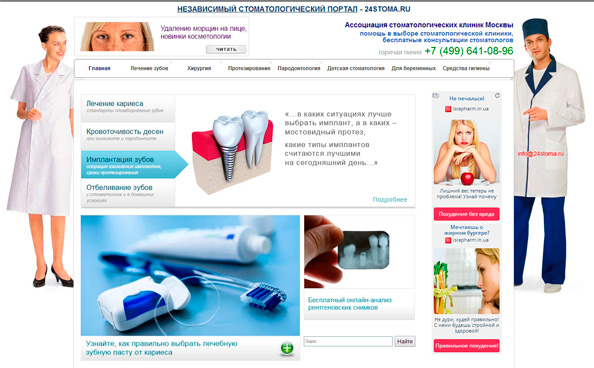 НЕЗАВИСИМЫЙ СТОМАТОЛОГИЧЕСКИЙ ПОРТАЛ - 24STOMA.RU
Удаление морщин на лице,
новинки косметологии
читать
Ассоциация стоматологических клиник Москвы
помощь в выборе стоматологической клиники,
бесплатные консультации стоматологов
горячая линия +7 (499) 641-08-96
Главная Лечение зубов Хирургия Протезирование Пародонтология Детская стоматология Для беременных Средства гигиены
Лечение кариеса
стандарты пломбирования зубов
Кровоточивость десен
при гингивите и пародонтите
Имплантация зубов
операция вживления имплантов,
сроки протезирования
Отбеливание зубов
у стоматолога и в домашних
условиях
«...в каких ситуациях лучше
выбрать имплант, а в каких –
мостовидный протез,
какие типы имплантов
считаются лучшими
на сегодняшний день...»
Подробнее
Узнайте, как правильно выбрать лечебную
зубную пасту от кариеса
Бесплатный онлайн-анализ
рентгеновских снимков
Найти
Не печалься!
israpharm.in.ua
Лишний вес теперь не
проблема! Узнай почему
Похудение без вреда
Мечтаешь о
жирном бургере?
israpharm.in.ua
Не дури, худей правильно!
С нами будешь стройной и
здоровой!
Правильное похудение!
info@24stoma.ru